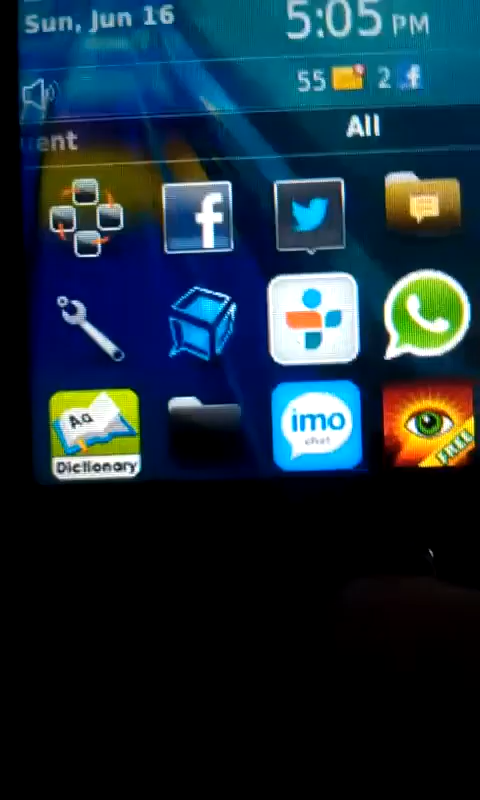 Sun, Jun 16
5:05 PM
55 2 f
ent
All
f
Aa
Dictionary
imo
chat
FREE